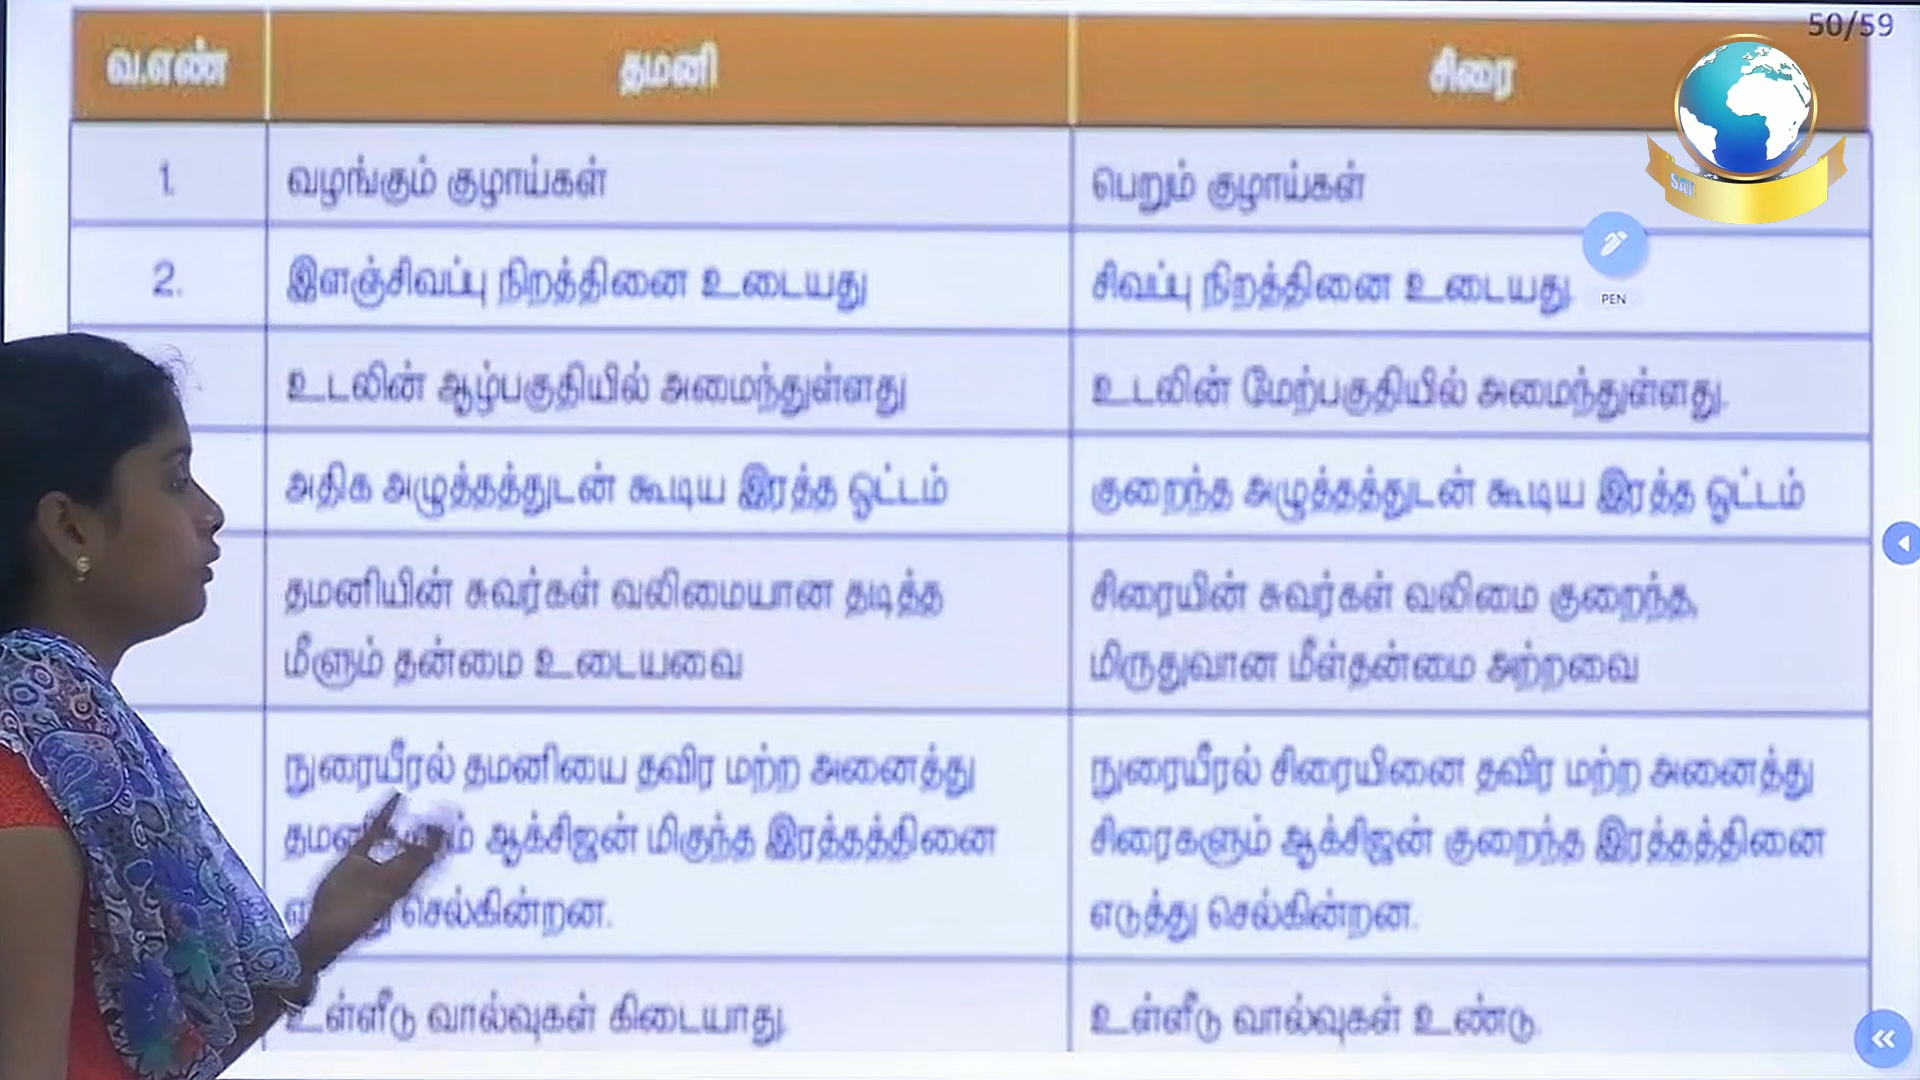 50/59
வ.எண் தமனி சிரை
1. வழங்கும் குழாய்கள் பெறும் குழாய்கள்
2. இளஞ்சிவப்பு நிறத்தினை உடையது சிவப்பு நிறத்தினை உடையது
PEN
உடலின் ஆழ்பகுதியில் அமைந்துள்ளது உடலின் மேற்பகுதியில் அமைந்துள்ளது.
அதிக அழுத்தத்துடன் கூடிய இரத்த ஓட்டம் குறைந்த அழுத்தத்துடன் கூடிய இரத்த ஓட்டம்
தமனியின் சுவர்கள் வலிமையான தடித்த
மீளும் தன்மை உடையவை
சிரையின் சுவர்கள் வலிமை குறைந்த,
மிருதுவான மீள்தன்மை அற்றவை
நுரையீரல் தமனியை தவிர மற்ற அனைத்து
ஆக்சிஜன் மிகுந்த இரத்தத்தினை
செல்கின்றன.
நுரையீரல் சிரையினை தவிர மற்ற அனைத்து
சிரைகளும் ஆக்சிஜன் குறைந்த இரத்தத்தினை
எடுத்து செல்கின்றன.
உள்ளீடு வால்வுகள் கிடையாது. உள்ளீடு வால்வுகள் உண்டு.